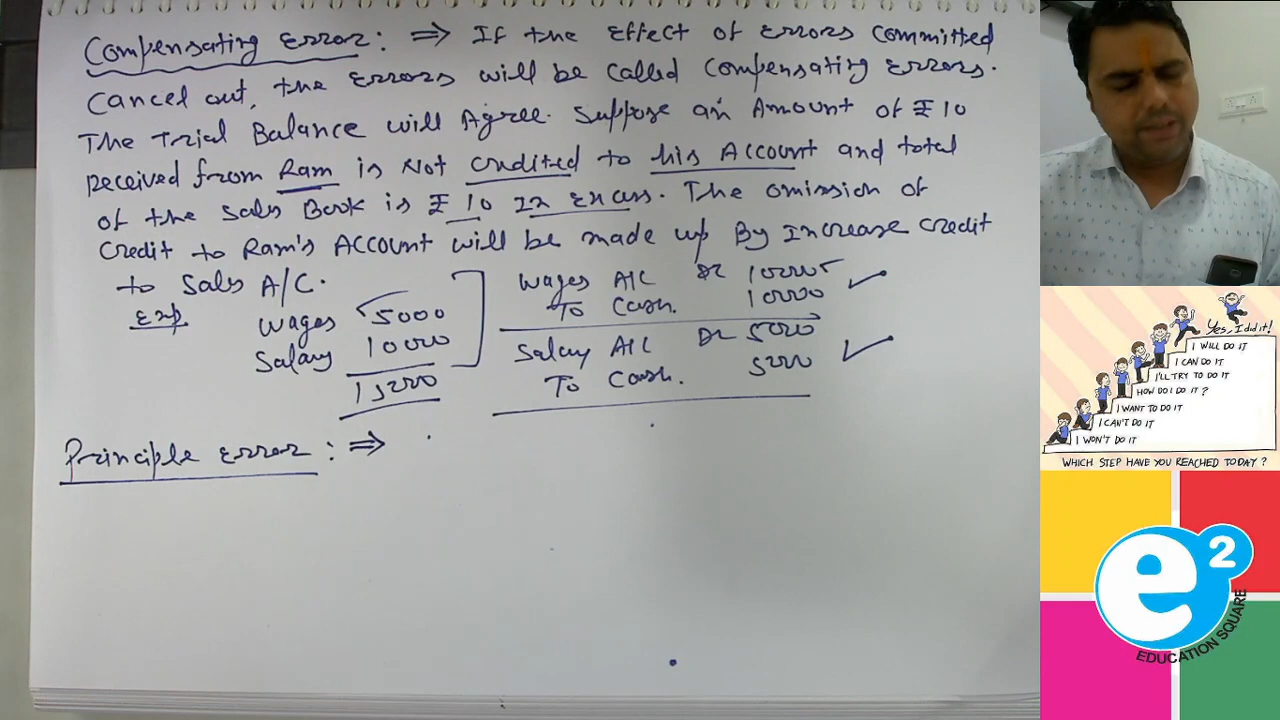 Compensating Error : ⇒ If the Effect of Errors committed
cancel out, the Errors will be called compensating Errors.
The Trial Balance will Agree. Suppose an Amount of ₹ 10
received from Ram is Not credited to his Account and total
of the Sales Book is ₹ 10 In Excess. The omission of
credit to Ram's Account will be made up By Increase credit
to Sales A/C.
Exp
Wages 5000
Salary 10000
15000
Wages A/C Dr 10000
To Cash. 10000
Salary A/C Dr 5000
To Cash. 5000
Principle Error : ⇒
Yes, I did it!
I WILL DO IT
I CAN DO IT
I'LL TRY TO DO IT
HOW DO I DO IT ?
I WANT TO DO IT
I CAN'T DO IT
I WON'T DO IT
WHICH STEP HAVE YOU REACHED TODAY ?
e2
EDUCATION SQUARE